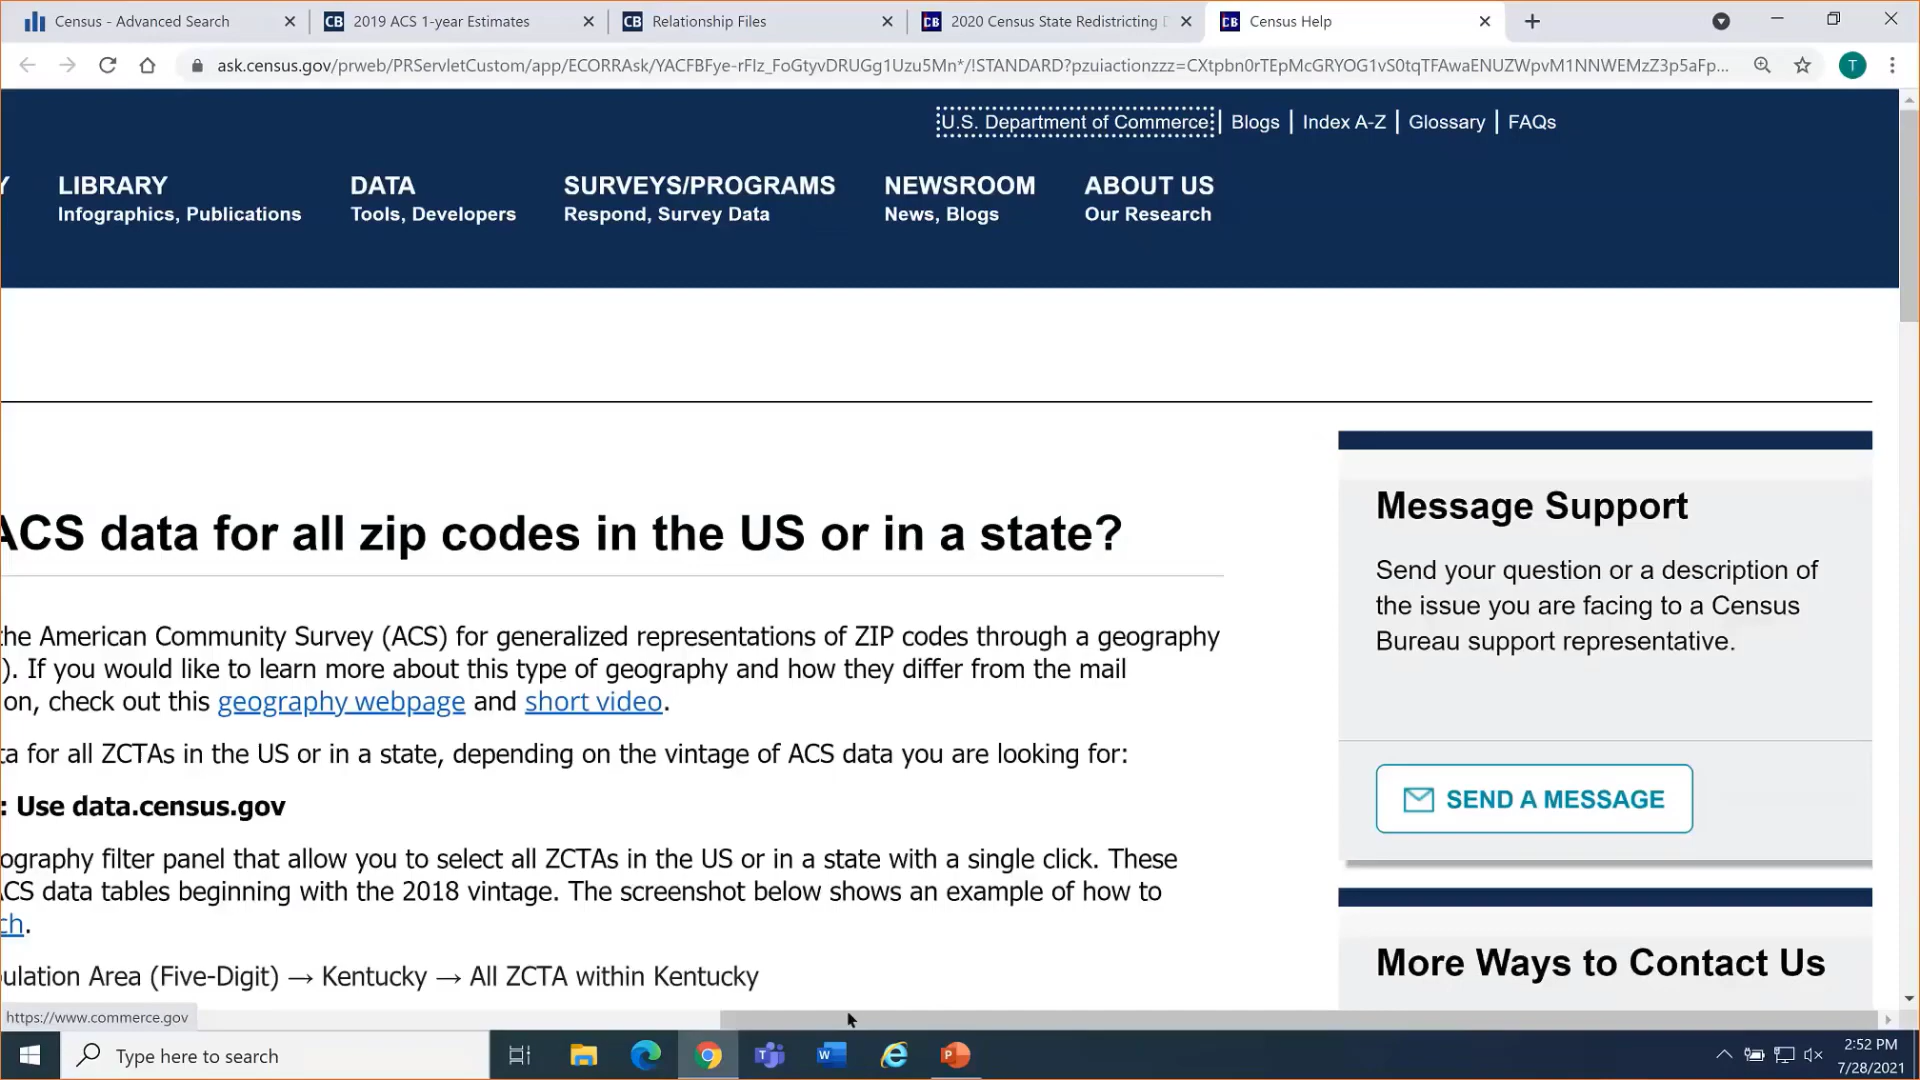 Census - Advanced Search
2019 ACS 1-year Estimates
Relationship Files
2020 Census State Redistricting
Census Help
ask.census.gov/prweb/PRServletCustom/app/ECORRAsk/YACFBFye-rFIz_FoGtyvDRUGg1Uzu5Mn*/!STANDARD?pzuiactionzzz=CXtpbn0rTEpMcGRYOG1vS0tqTFAwaENUZWpvM1NNWEMzZ3p5aFp...
T
U.S. Department of Commerce | Blogs | Index A-Z | Glossary | FAQs
LIBRARY
Infographics, Publications
DATA
Tools, Developers
SURVEYS/PROGRAMS
Respond, Survey Data
NEWSROOM
News, Blogs
ABOUT US
Our Research
ACS data for all zip codes in the US or in a state?
the American Community Survey (ACS) for generalized representations of ZIP codes through a geography
). If you would like to learn more about this type of geography and how they differ from the mail
on, check out this geography webpage and short video.
ta for all ZCTAs in the US or in a state, depending on the vintage of ACS data you are looking for:
: Use data.census.gov
ography filter panel that allow you to select all ZCTAs in the US or in a state with a single click. These
ACS data tables beginning with the 2018 vintage. The screenshot below shows an example of how to
ch.
ulation Area (Five-Digit) → Kentucky → All ZCTA within Kentucky
Message Support
Send your question or a description of
the issue you are facing to a Census
Bureau support representative.
SEND A MESSAGE
More Ways to Contact Us
https://www.commerce.gov
Type here to search
2:52 PM
7/28/2021